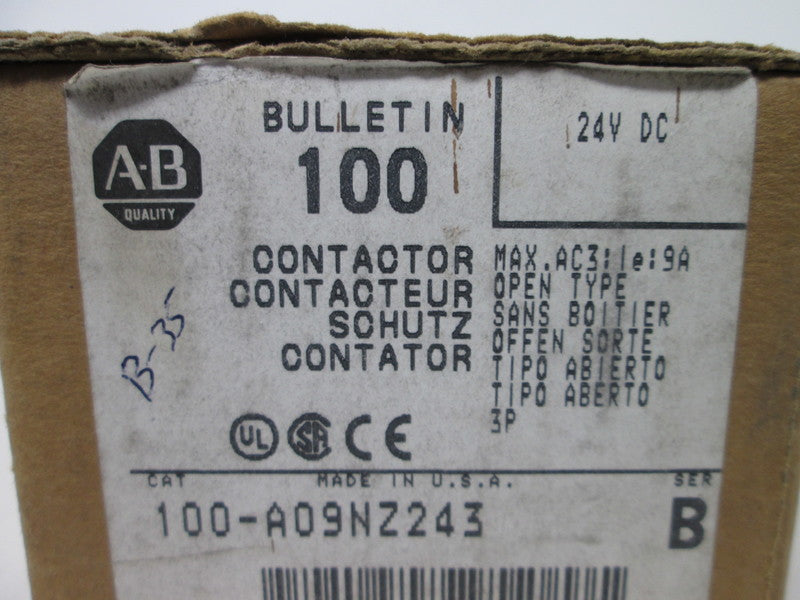 BULLETIN
100
24V DC
A-B
QUALITY
CONTACTOR
CONTACTEUR
SCHUTZ
CONTATOR
MAX.AC3:Ie:9A
OPEN TYPE
SANS BOITIER
OFFEN SORTE
TIPO ABIERTO
TIPO ABERTO
3P
B-35
UL SA CE
CAT MADE IN U.S.A. SER
100-A09NZ243 B